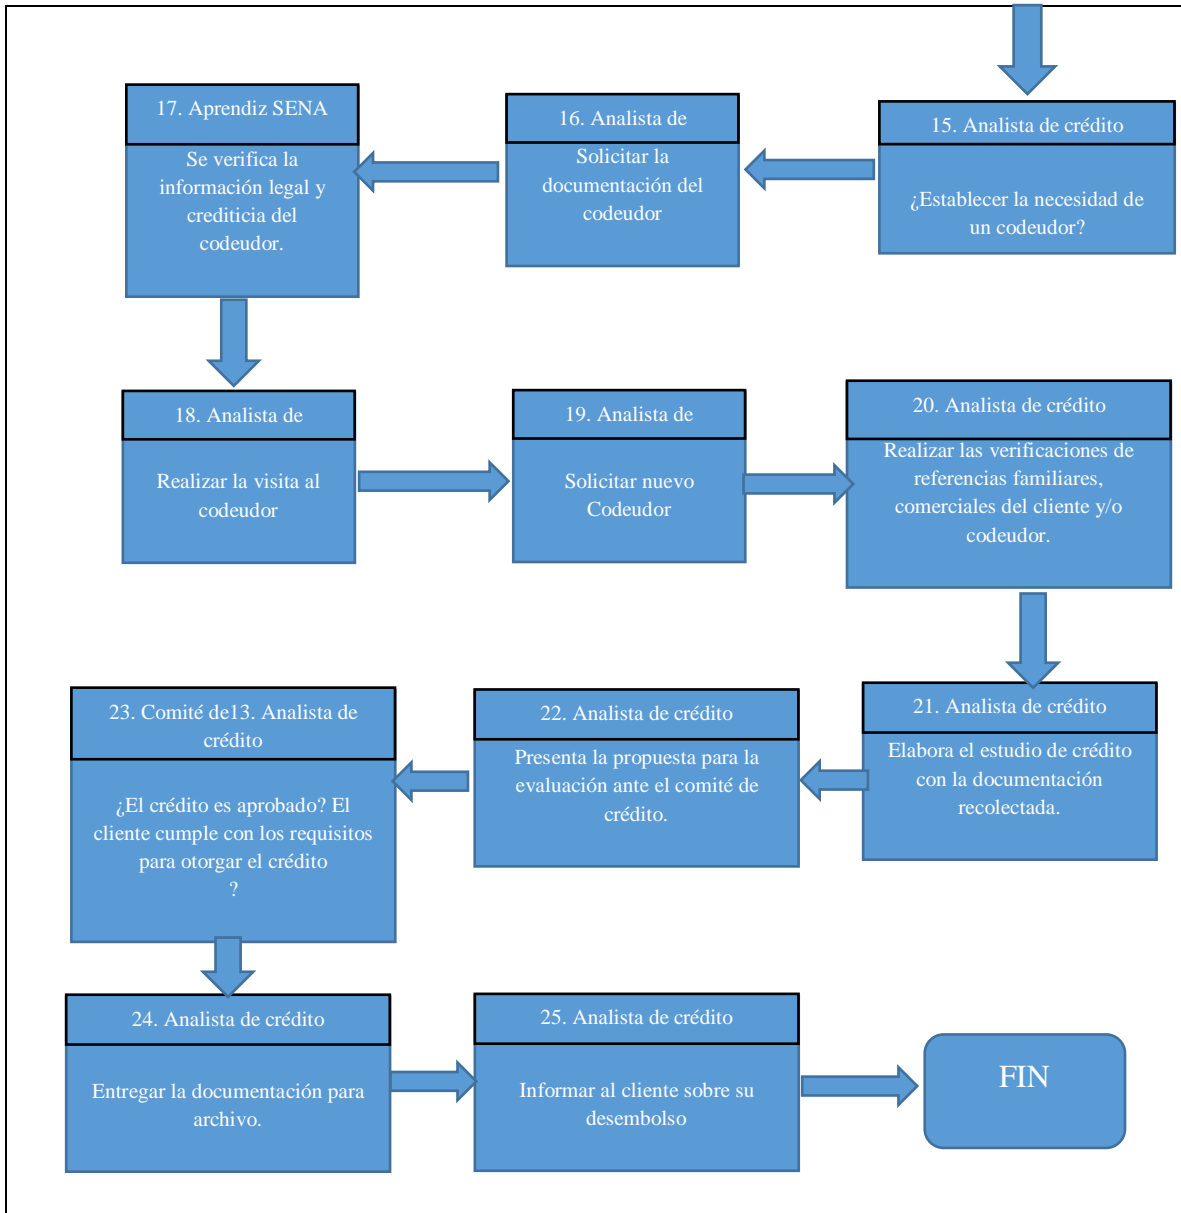 15. Analista de crédito
¿Establecer la necesidad de
un codeudor?
16. Analista de
Solicitar la
documentación del
codeudor
17. Aprendiz SENA
Se verifica la
información legal y
crediticia del
codeudor.
18. Analista de
Realizar la visita al
codeudor
19. Analista de
Solicitar nuevo
Codeudor
20. Analista de crédito
Realizar las verificaciones de
referencias familiares,
comerciales del cliente y/o
codeudor.
21. Analista de crédito
Elabora el estudio de crédito
con la documentación
recolectada.
22. Analista de crédito
Presenta la propuesta para la
evaluación ante el comité de
crédito.
23. Comité de13. Analista de
crédito
¿El crédito es aprobado? El
cliente cumple con los requisitos
para otorgar el crédito
?
24. Analista de crédito
Entregar la documentación para
archivo.
25. Analista de crédito
Informar al cliente sobre su
desembolso
FIN